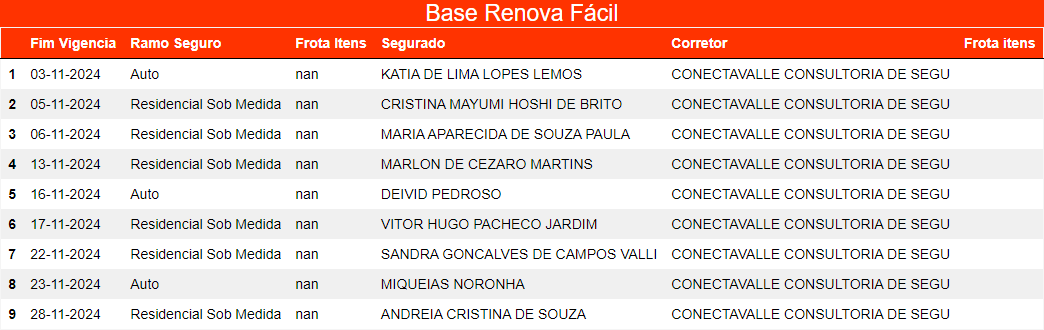 Base Renova Fácil
Fim Vigencia Ramo Seguro Frota Itens Segurado Corretor Frota itens
1 03-11-2024 Auto nan KATIA DE LIMA LOPES LEMOS CONECTAVALLE CONSULTORIA DE SEGU
2 05-11-2024 Residencial Sob Medida nan CRISTINA MAYUMI HOSHI DE BRITO CONECTAVALLE CONSULTORIA DE SEGU
3 06-11-2024 Residencial Sob Medida nan MARIA APARECIDA DE SOUZA PAULA CONECTAVALLE CONSULTORIA DE SEGU
4 13-11-2024 Residencial Sob Medida nan MARLON DE CEZARO MARTINS CONECTAVALLE CONSULTORIA DE SEGU
5 16-11-2024 Auto nan DEIVID PEDROSO CONECTAVALLE CONSULTORIA DE SEGU
6 17-11-2024 Residencial Sob Medida nan VITOR HUGO PACHECO JARDIM CONECTAVALLE CONSULTORIA DE SEGU
7 22-11-2024 Residencial Sob Medida nan SANDRA GONCALVES DE CAMPOS VALLI CONECTAVALLE CONSULTORIA DE SEGU
8 23-11-2024 Auto nan MIQUEIAS NORONHA CONECTAVALLE CONSULTORIA DE SEGU
9 28-11-2024 Residencial Sob Medida nan ANDREIA CRISTINA DE SOUZA CONECTAVALLE CONSULTORIA DE SEGU